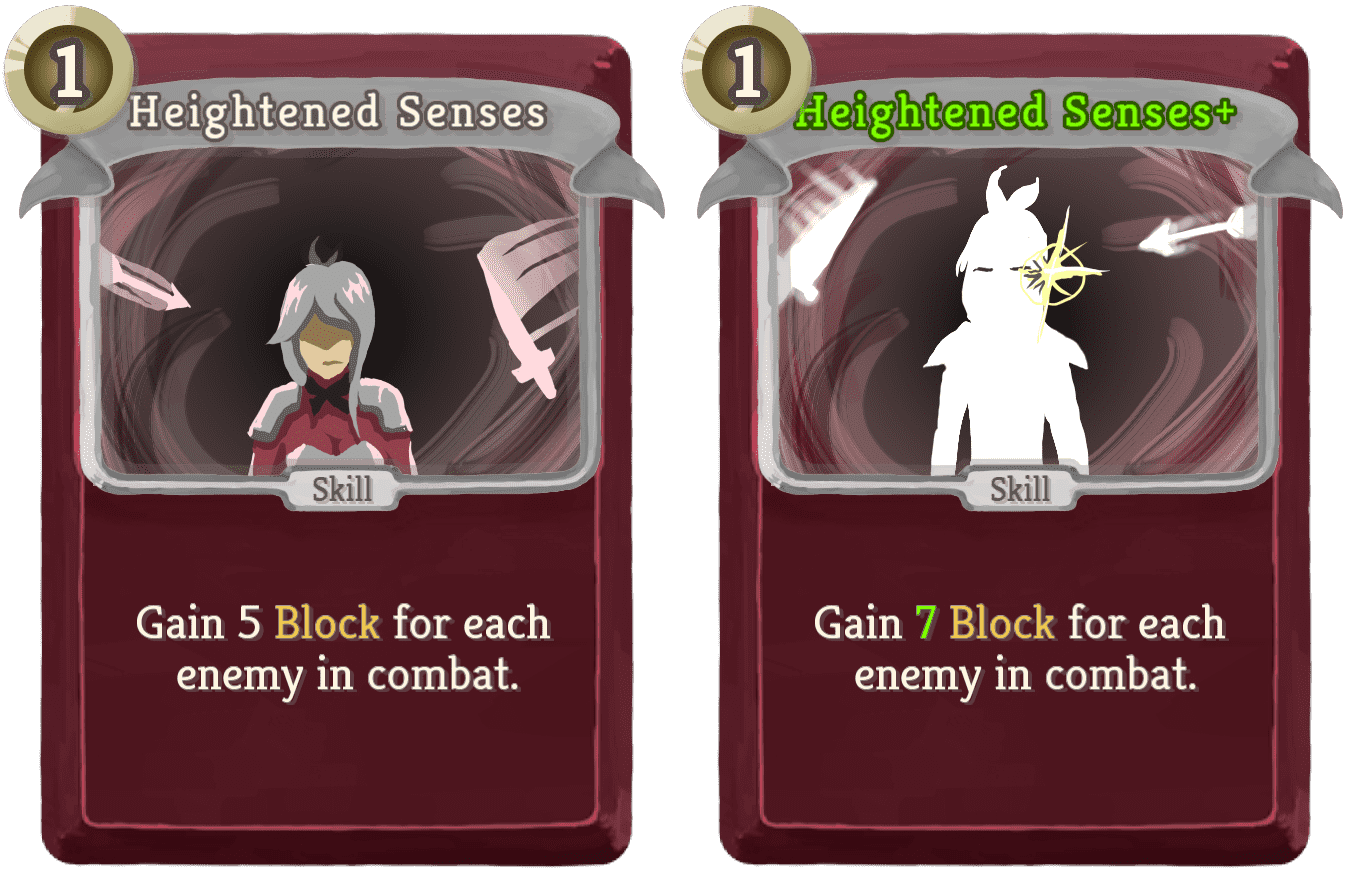 1
Heightened Senses
Skill
Gain 5 Block for each
enemy in combat.
1
Heightened Senses+
Skill
Gain 7 Block for each
enemy in combat.